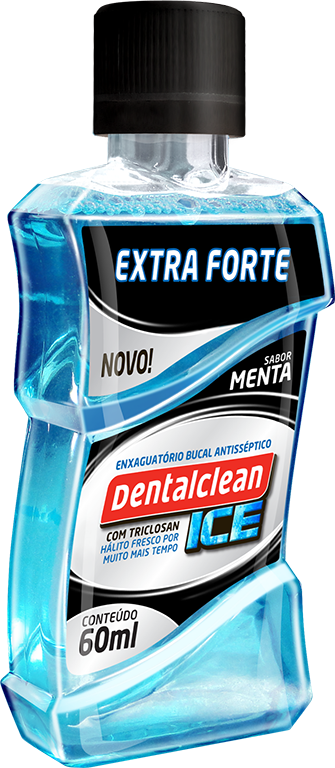 EXTRA FORTE
NOVO!
SABOR
MENTA
ENXAGUATÓRIO BUCAL ANTISSÉPTICO
Dentalclean
ICE
COM TRICLOSAN
HÁLITO FRESCO POR
MUITO MAIS TEMPO
CONTEÚDO
60ml